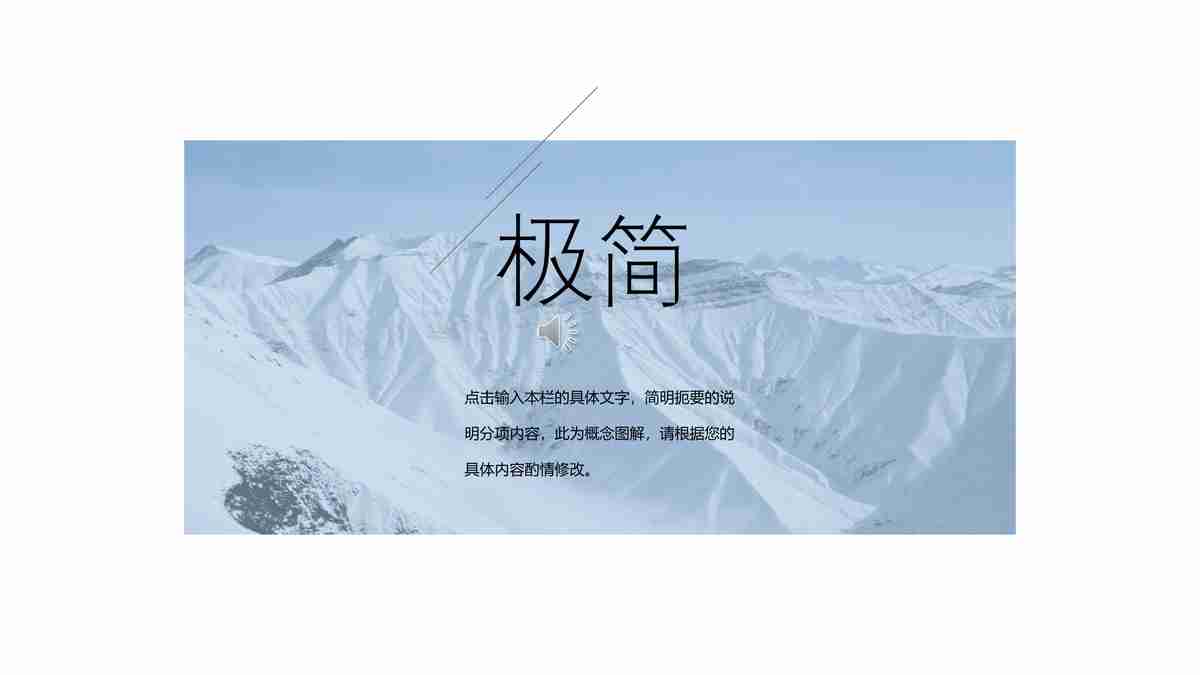 极简
点击输入本栏的具体文字，简明扼要的说
明分项内容，此为概念图解，请根据您的
具体内容酌情修改。